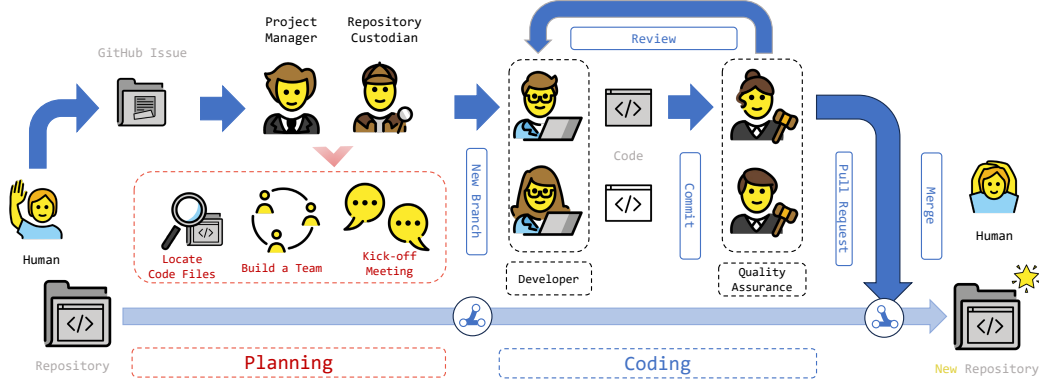 GitHub Issue
Project
Manager
Repository
Custodian
Review
</>
</>
Code
New Branch
Commit
Pull Request
Merge
Human
Human
</>
Locate
Code Files
Build a Team
Kick-off
Meeting
Developer
Quality
Assurance
</>
</>
Repository
New Repository
Planning
Coding